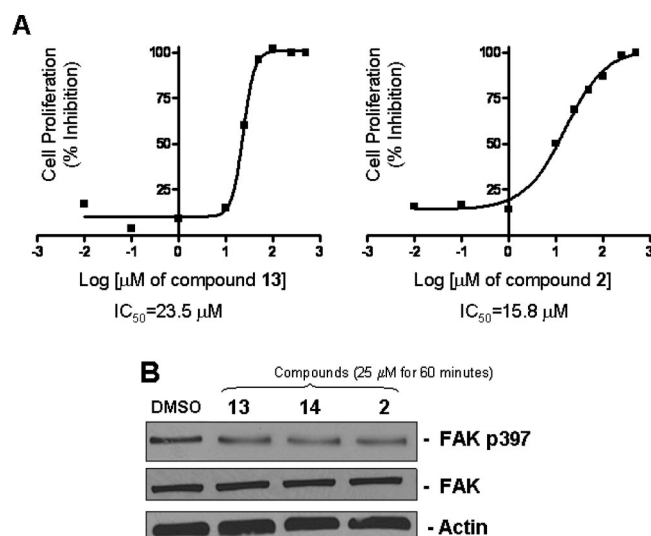 A
Cell Proliferation
(% Inhibition)
100
75
50
25
-3 -2 -1 0 1 2 3
Log [μM of compound 13]
IC50=23.5 μM
Cell Proliferation
(% Inhibition)
100
75
50
25
-3 -2 -1 0 1 2 3
Log [μM of compound 2]
IC50=15.8 μM
B
Compounds (25 μM for 60 minutes)
DMSO 13 14 2
- FAK p397
- FAK
- Actin